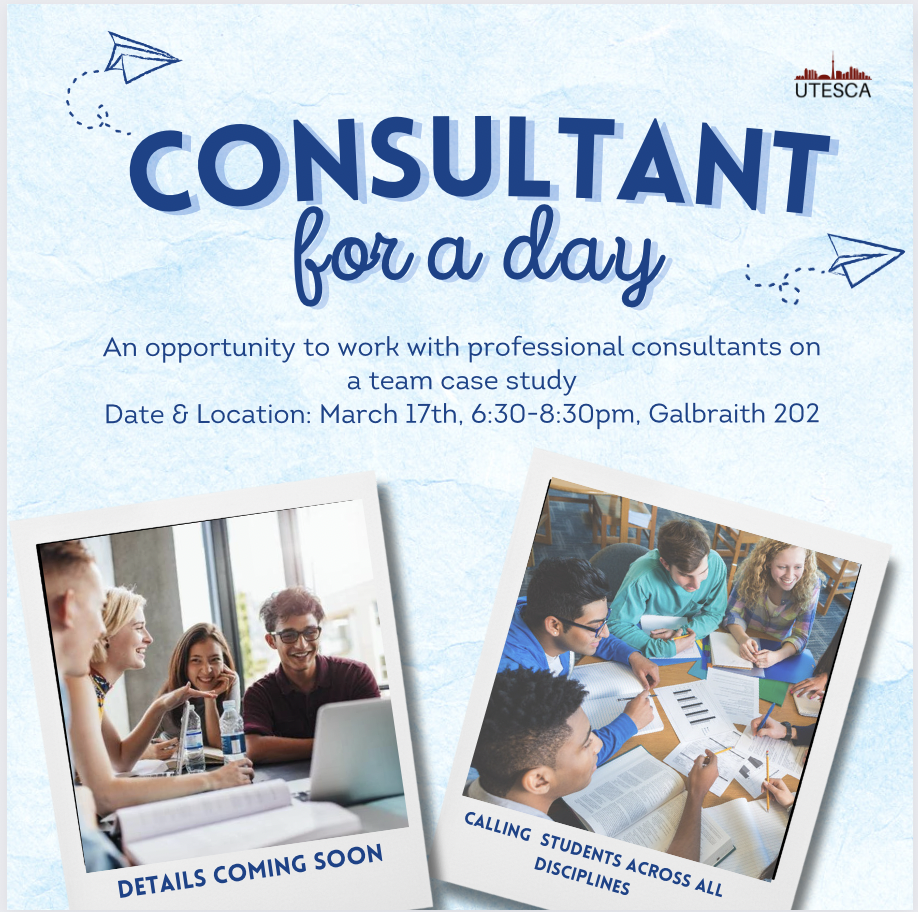 UTESCA
CONSULTANT
for a day
An opportunity to work with professional consultants on
a team case study
Date & Location: March 17th, 6:30-8:30pm, Galbraith 202
DETAILS COMING SOON
CALLING STUDENTS ACROSS ALL
DISCIPLINES